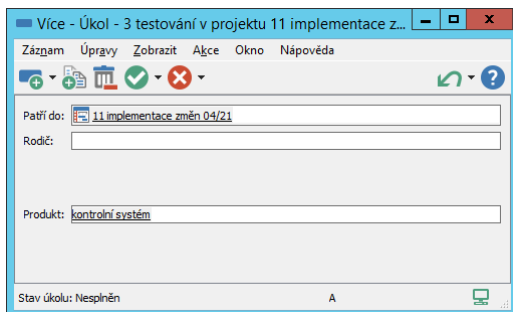 Více - Úkol - 3 testování v projektu 11 implementace z...
Záznam Úpravy Zobrazit Akce Okno Nápověda
Patří do: 11 implementace změn 04/21
Rodič:
Produkt: kontrolní systém
Stav úkolu: Nesplněn A